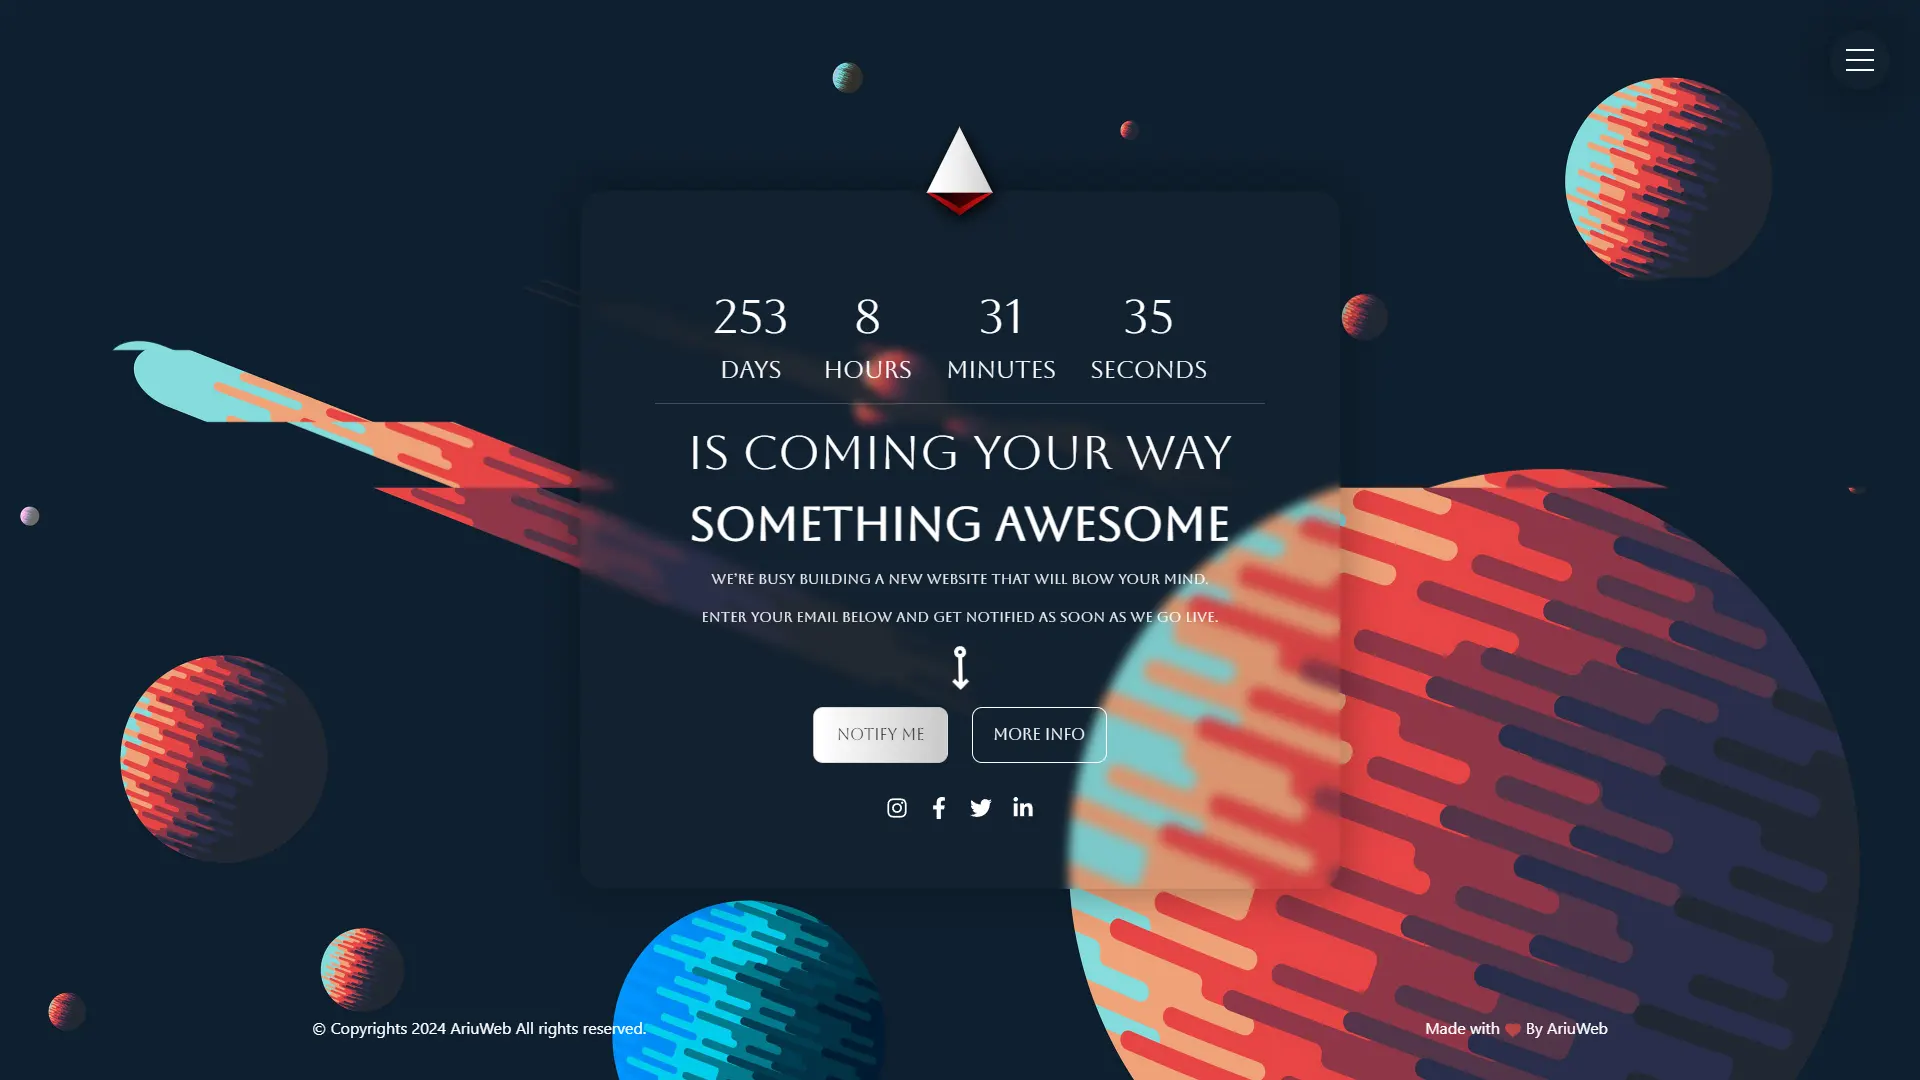 253 8 31 35
DAYS HOURS MINUTES SECONDS
IS COMING YOUR WAY
SOMETHING AWESOME
WE'RE BUSY BUILDING A NEW WEBSITE THAT WILL BLOW YOUR MIND.
ENTER YOUR EMAIL BELOW AND GET NOTIFIED AS SOON AS WE GO LIVE.
NOTIFY ME MORE INFO
© Copyrights 2024 AriuWeb All rights reserved. Made with ❤ By AriuWeb